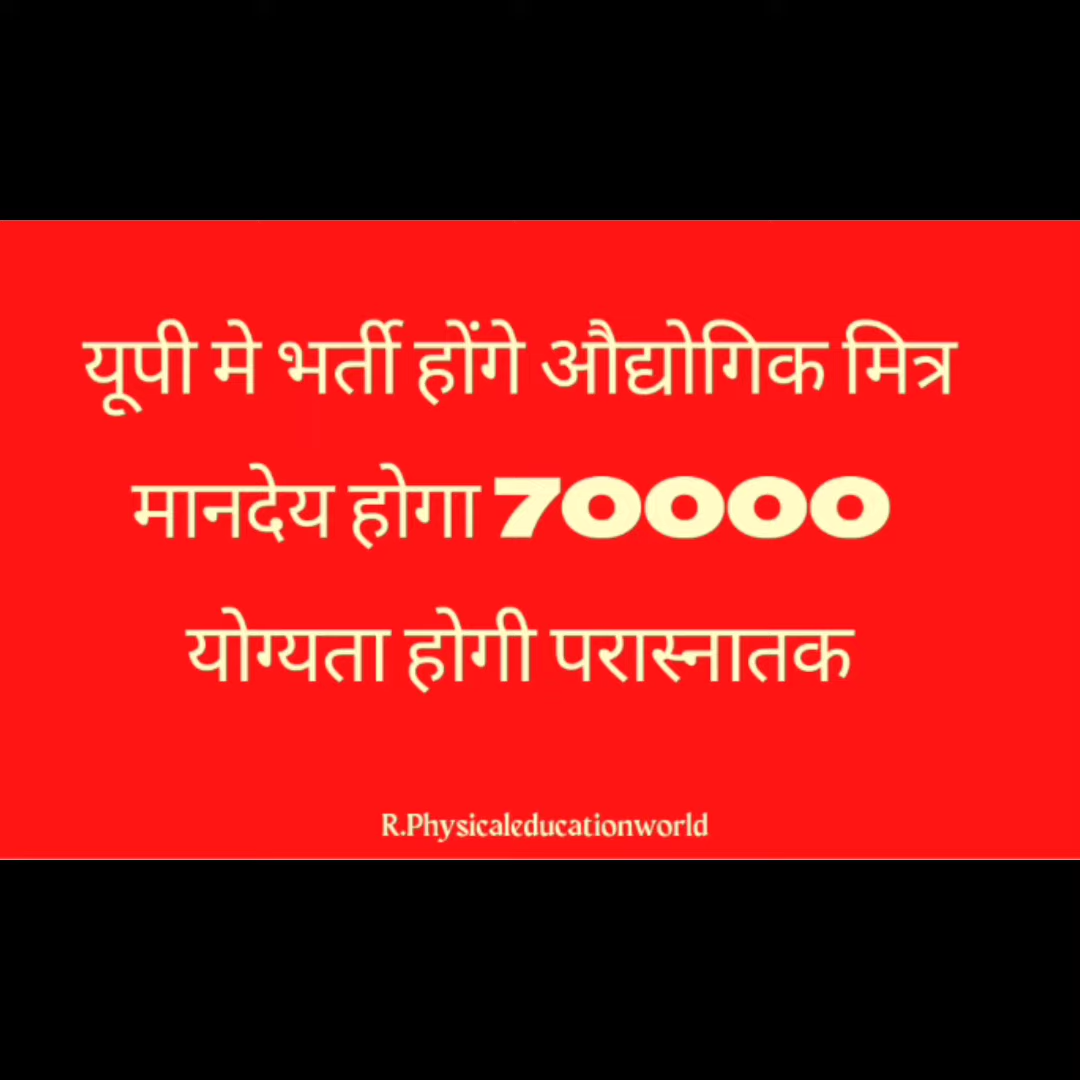 यूपी मे भर्ती होंगे औद्योगिक मित्र
मानदेय होगा 70000
योग्यता होगी परास्नातक
R.Physicaleducationworld